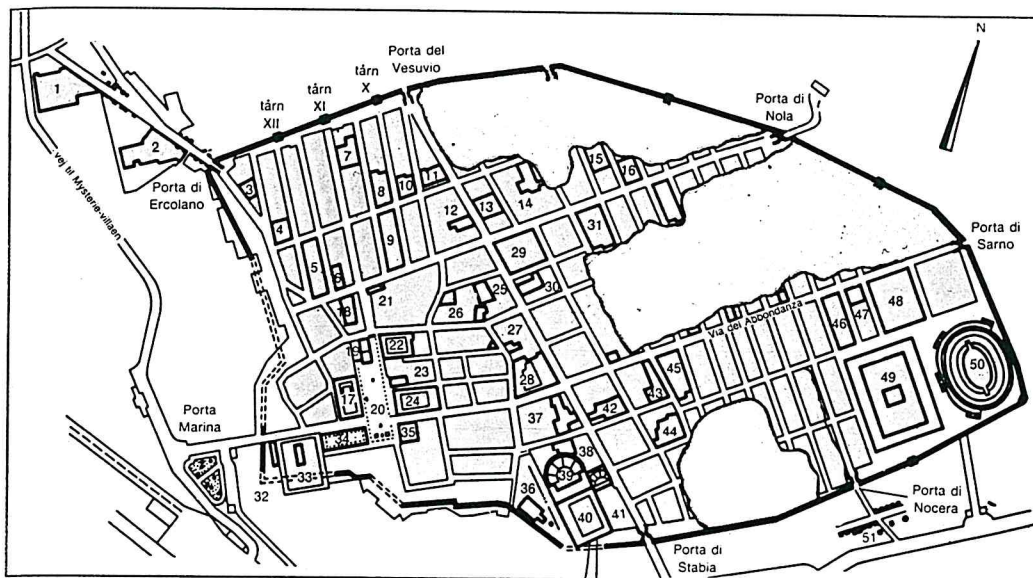 N
Porta del
Vesuvio
tårn
X
tårn
XI
tårn
XII
Porta di
Nola
Porta di
Ercolano
Porta di
Sarno
vej til Mysterie-villaen
Via del Abbondanza
Porta
Marina
Porta di
Nocera
Porta di
Stabia
1
2
3
4
5
6
7
8
9
10
11
12
13
14
15
16
17
18
19
20
21
22
23
24
25
26
27
28
29
30
31
32
33
34
35
36
37
38
39
40
41
42
43
44
45
46
47
48
49
50
51